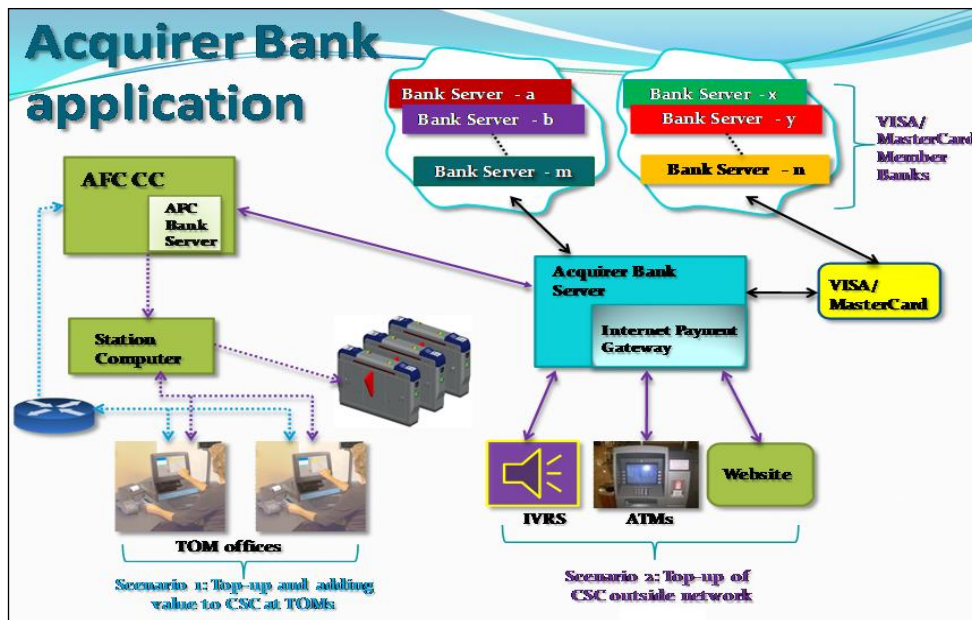 Acquirer Bank
application
Bank Server - a
Bank Server - b
Bank Server - m
Bank Server - x
Bank Server - y
Bank Server - n
VISA/
MasterCard
Member
Banks
AFC CC
AFC
Bank
Server
Acquirer Bank
Server
Internet Payment
Gateway
VISA/
MasterCard
Station
Computer
IVRS
ATMs
Website
TOM offices
Scenario 1: Top-up and adding
value to CSC at TOMs
Scenario 2: Top-up of
CSC outside network